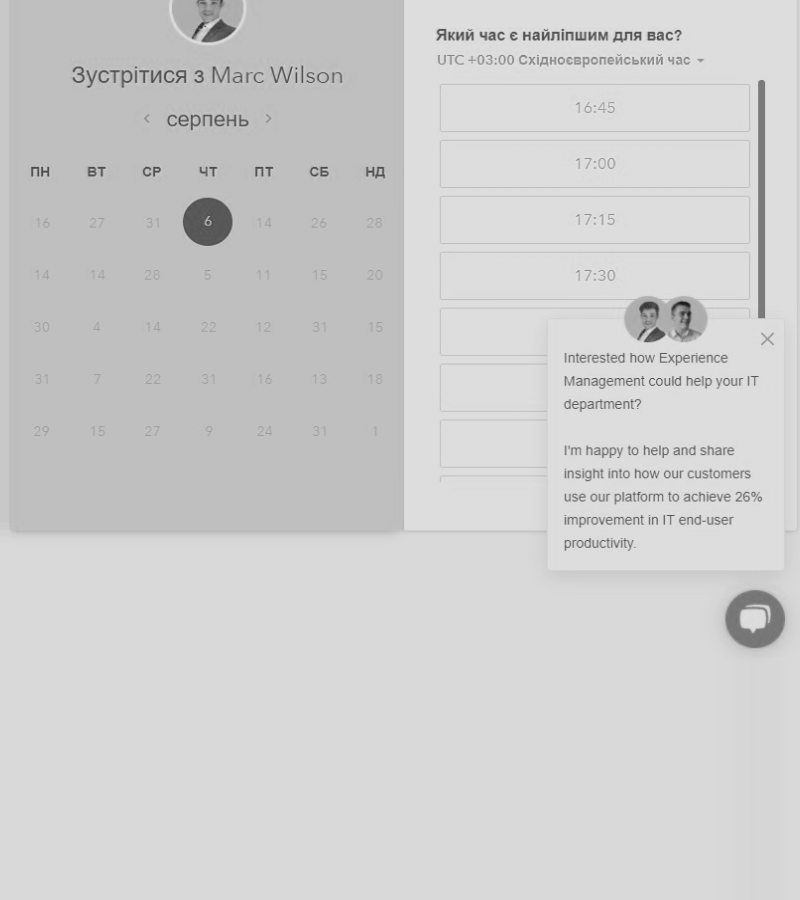 Зустрітися з Marc Wilson
серпень
ПН ВТ СР ЧТ ПТ СБ НД
16 27 31 6 14 26 28
14 14 28 5 11 15 20
30 4 14 22 12 31 15
31 7 22 31 16 13 18
29 15 27 9 24 31 1
Який час є найліпшим для вас?
UTC +03:00 Східноєвропейський час
16:45
17:00
17:15
17:30
Interested how Experience
Management could help your IT
department?
I'm happy to help and share
insight into how our customers
use our platform to achieve 26%
improvement in IT end-user
productivity.